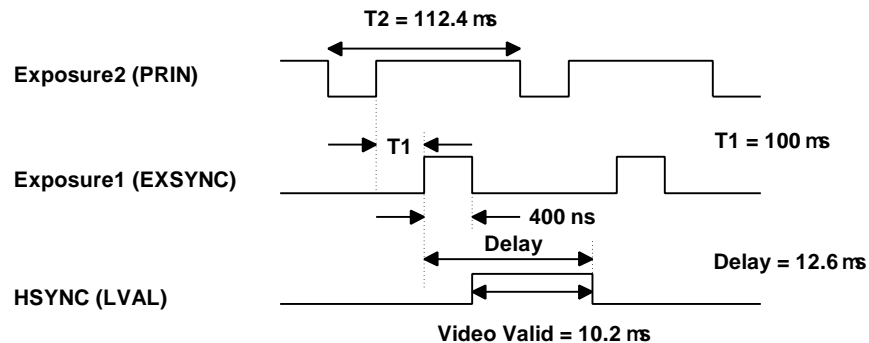 T2 = 112.4 ms
Exposure2 (PRIN)
T1
T1 = 100 ms
Exposure1 (EXSYNC)
400 ns
Delay
Delay = 12.6 ms
HSYNC (LVAL)
Video Valid = 10.2 ms